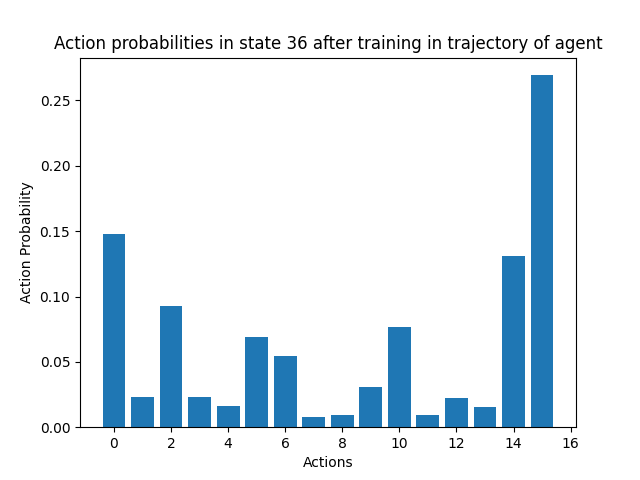 Action probabilities in state 36 after training in trajectory of agent
0.25
0.20
0.15
0.10
0.05
0.00
Action Probability
0 2 4 6 8 10 12 14 16
Actions